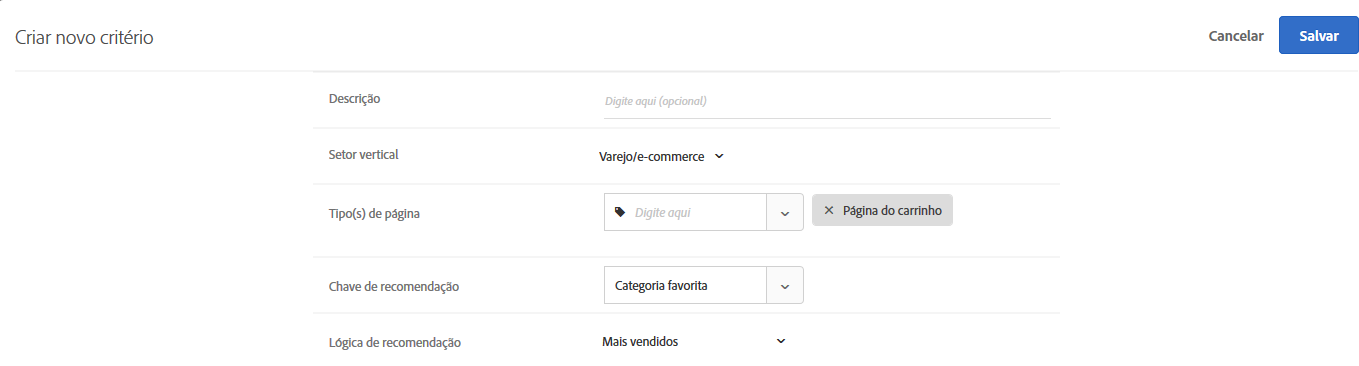 Criar novo critério
Cancelar
Salvar
Descrição
Digite aqui (opcional)
Setor vertical
Varejo/e-commerce
Tipo(s) de página
Digite aqui
Página do carrinho
Chave de recomendação
Categoria favorita
Lógica de recomendação
Mais vendidos